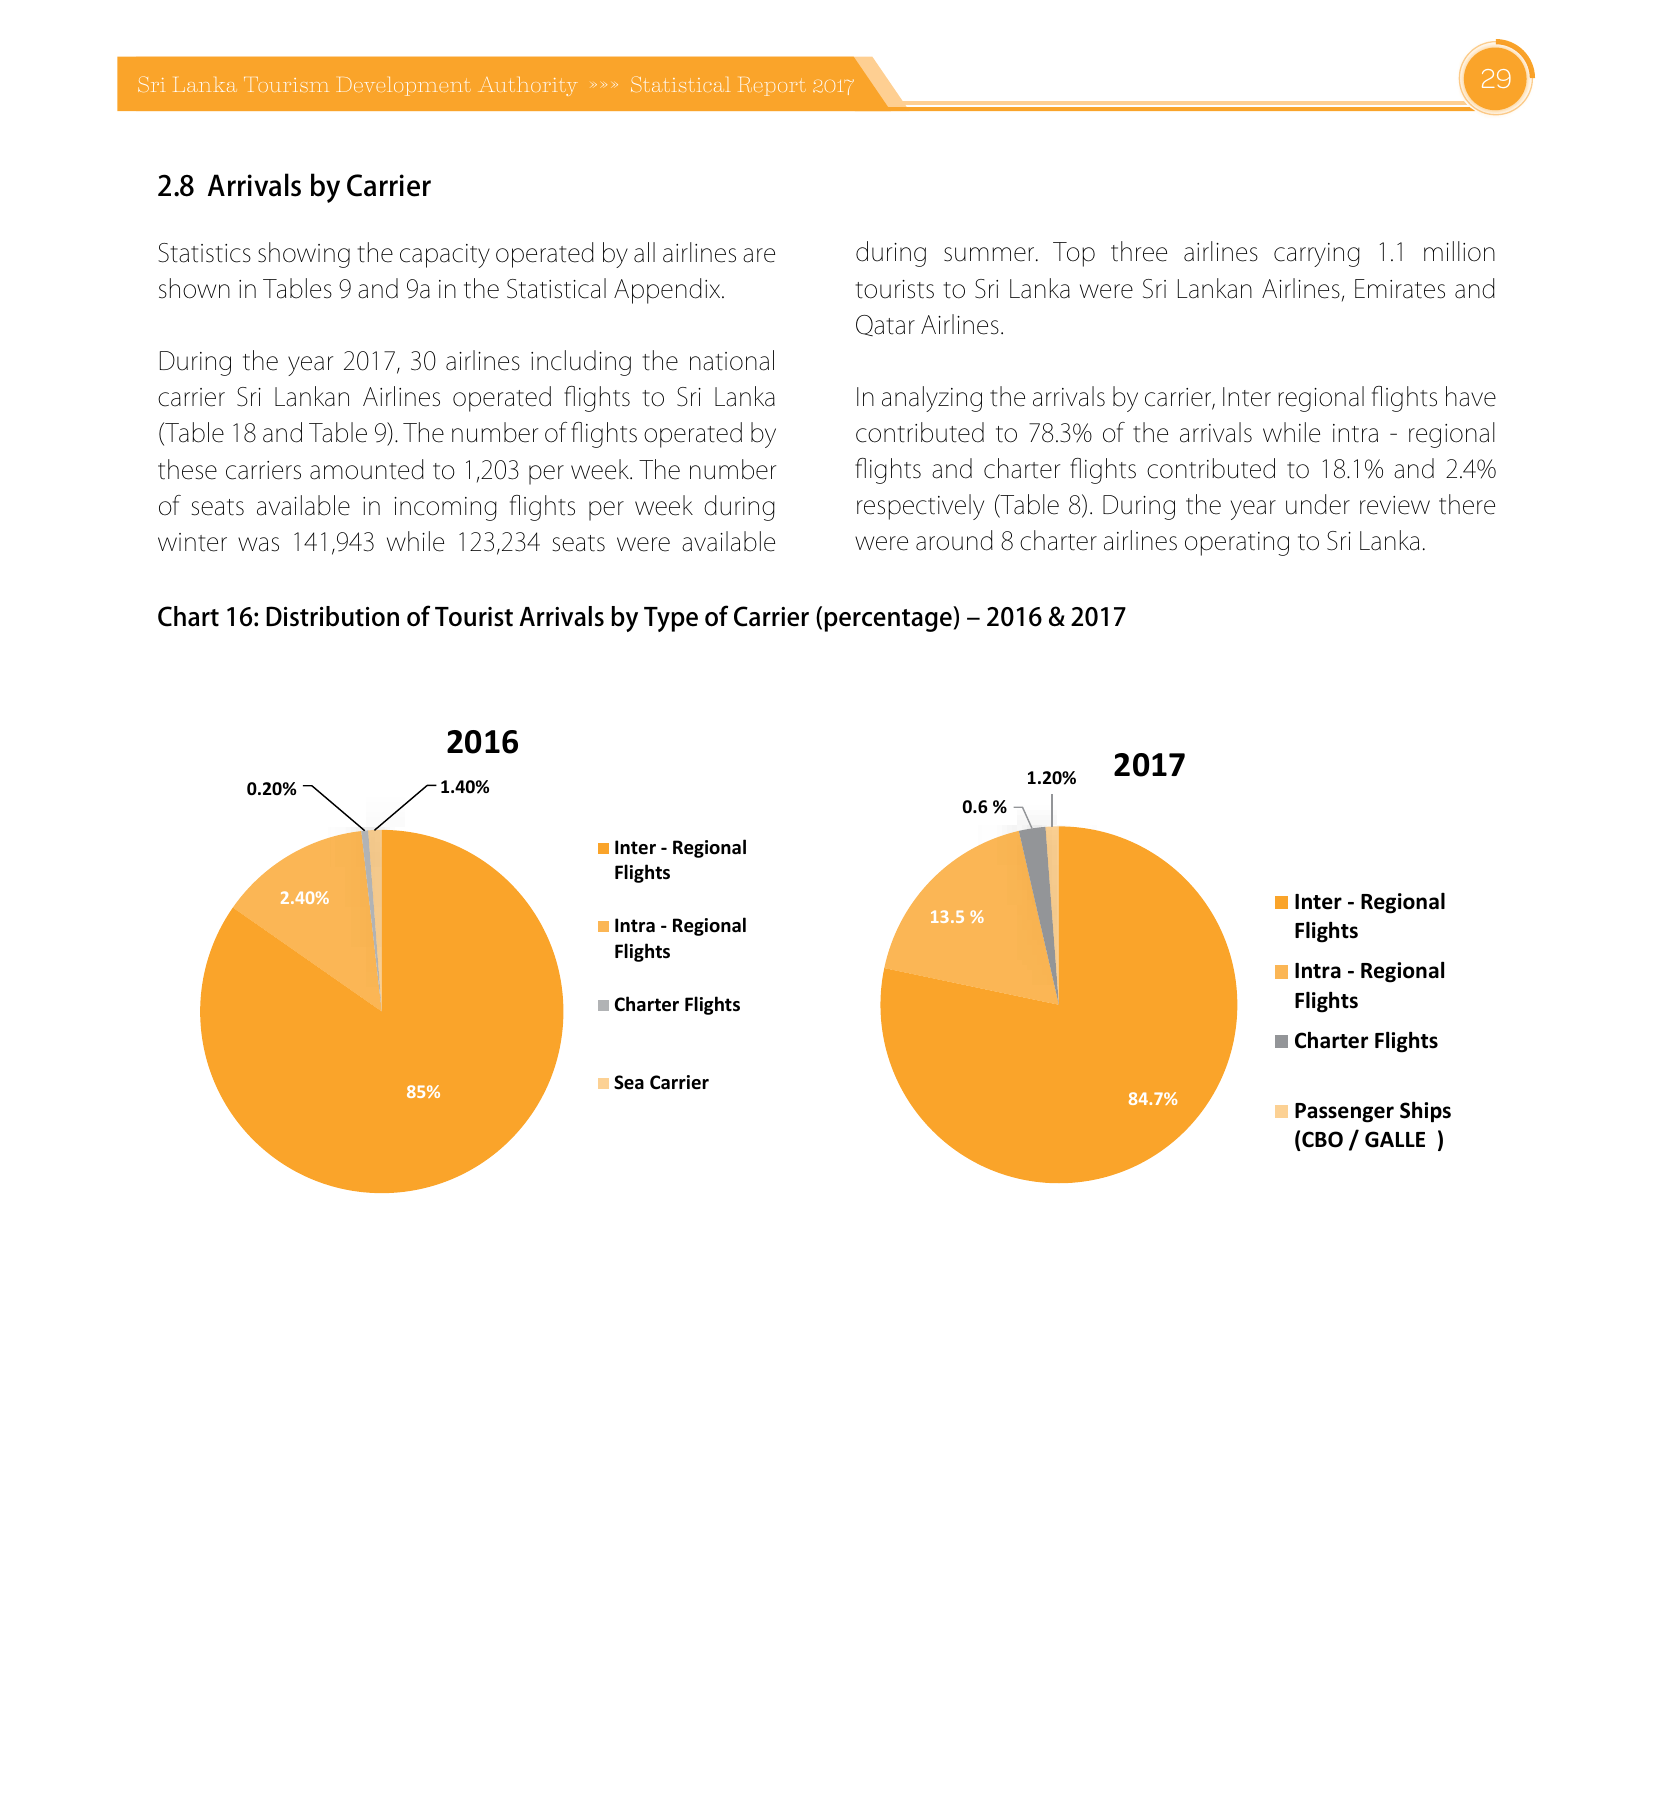 Sri Lanka Tourism Development Authority »»» Statistical Report 2017
29
2.8 Arrivals by Carrier
Statistics showing the capacity operated by all airlines are
shown in Tables 9 and 9a in the Statistical Appendix.
During the year 2017, 30 airlines including the national
carrier Sri Lankan Airlines operated flights to Sri Lanka
(Table 18 and Table 9). The number of flights operated by
these carriers amounted to 1,203 per week. The number
of seats available in incoming flights per week during
winter was 141,943 while 123,234 seats were available
during summer. Top three airlines carrying 1.1 million
tourists to Sri Lanka were Sri Lankan Airlines, Emirates and
Qatar Airlines.
In analyzing the arrivals by carrier, Inter regional flights have
contributed to 78.3% of the arrivals while intra - regional
flights and charter flights contributed to 18.1% and 2.4%
respectively (Table 8). During the year under review there
were around 8 charter airlines operating to Sri Lanka.
Chart 16: Distribution of Tourist Arrivals by Type of Carrier (percentage) – 2016 & 2017
2016
0.20%
1.40%
2.40%
85%
Inter - Regional
Flights
Intra - Regional
Flights
Charter Flights
Sea Carrier
2017
1.20%
0.6 %
13.5 %
84.7%
Inter - Regional
Flights
Intra - Regional
Flights
Charter Flights
Passenger Ships
(CBO / GALLE )